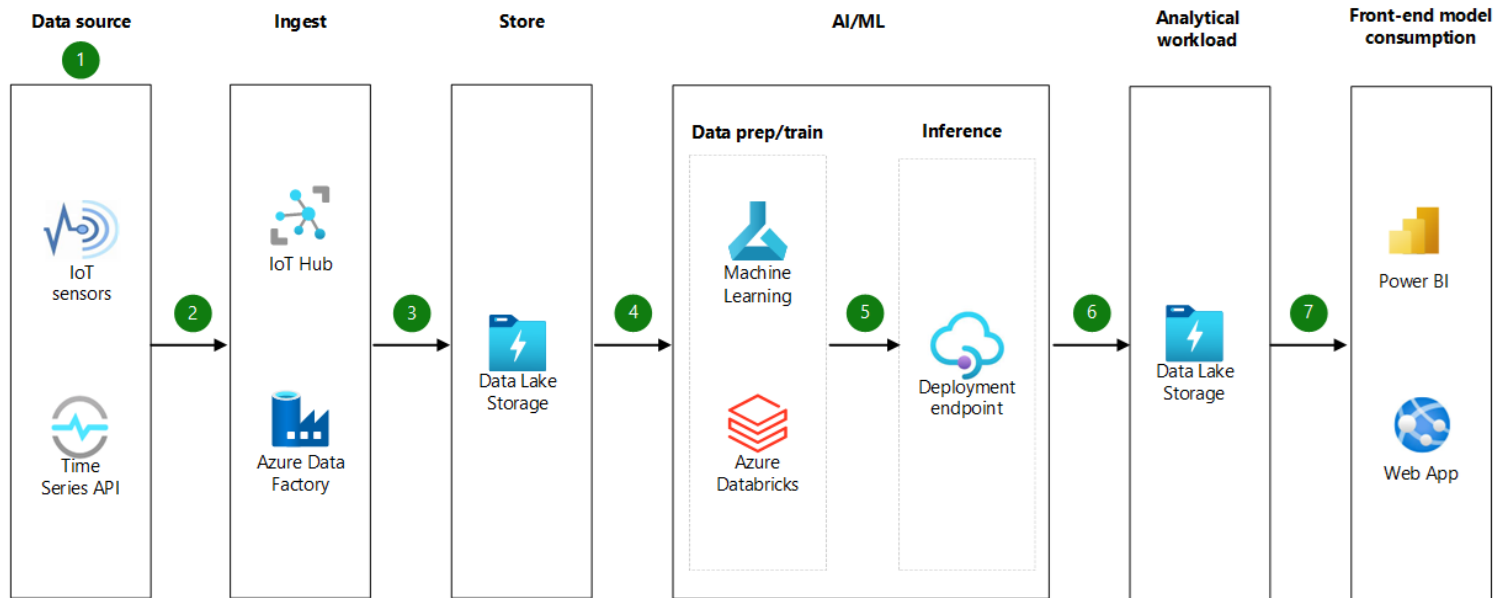 Data source
Ingest
Store
AI/ML
Analytical
workload
Front-end model
consumption
1
Data prep/train
Inference
IoT
sensors
IoT Hub
Machine
Learning
Power BI
2
3
4
5
6
7
Data Lake
Storage
Deployment
endpoint
Data Lake
Storage
Time
Series API
Azure Data
Factory
Azure
Databricks
Web App